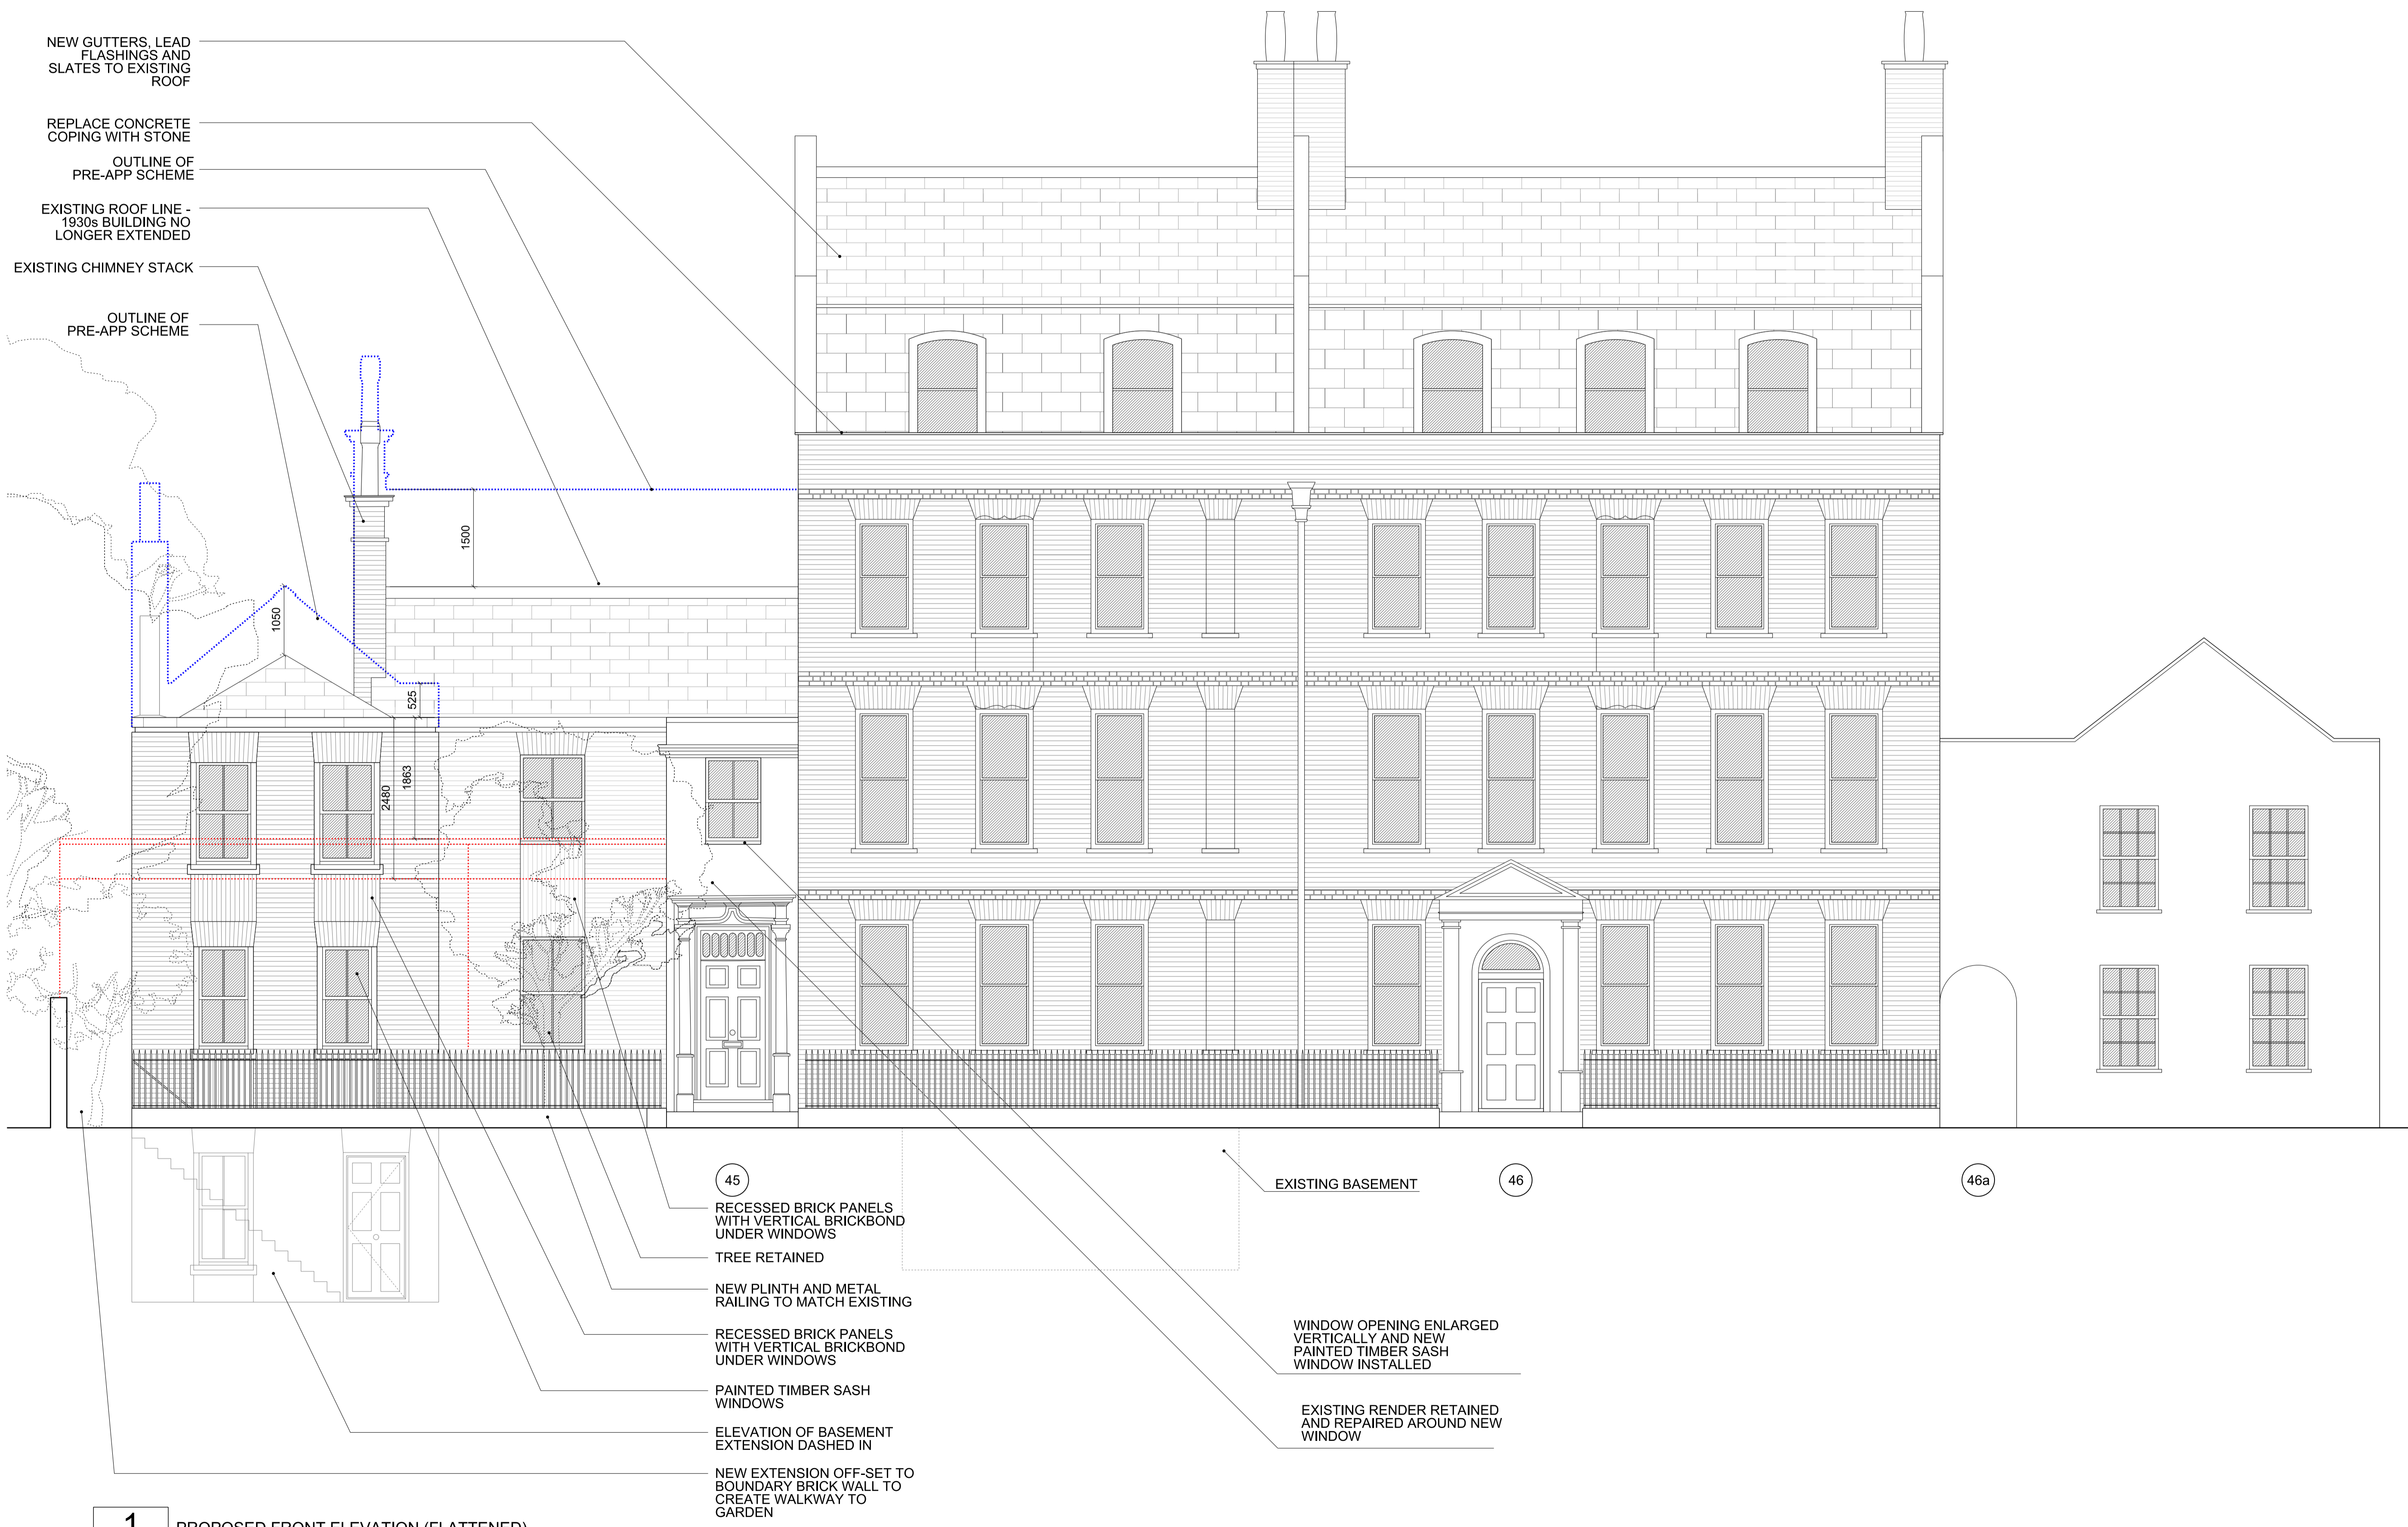 NEW GUTTERS, LEAD
FLASHINGS AND
SLATES TO EXISTING
ROOF
REPLACE CONCRETE
COPING WITH STONE
OUTLINE OF
PRE-APP SCHEME
EXISTING ROOF LINE -
1930s BUILDING NO
LONGER EXTENDED
EXISTING CHIMNEY STACK
OUTLINE OF
PRE-APP SCHEME
1500
1050
525
1863
2480
45
46
46a
EXISTING BASEMENT
RECESSED BRICK PANELS
WITH VERTICAL BRICKBOND
UNDER WINDOWS
TREE RETAINED
NEW PLINTH AND METAL
RAILING TO MATCH EXISTING
RECESSED BRICK PANELS
WITH VERTICAL BRICKBOND
UNDER WINDOWS
PAINTED TIMBER SASH
WINDOWS
ELEVATION OF BASEMENT
EXTENSION DASHED IN
NEW EXTENSION OFF-SET TO
BOUNDARY BRICK WALL TO
CREATE WALKWAY TO
GARDEN
WINDOW OPENING ENLARGED
VERTICALLY AND NEW
PAINTED TIMBER SASH
WINDOW INSTALLED
EXISTING RENDER RETAINED
AND REPAIRED AROUND NEW
WINDOW
1
PROPOSED FRONT ELEVATION (FLATTENED)